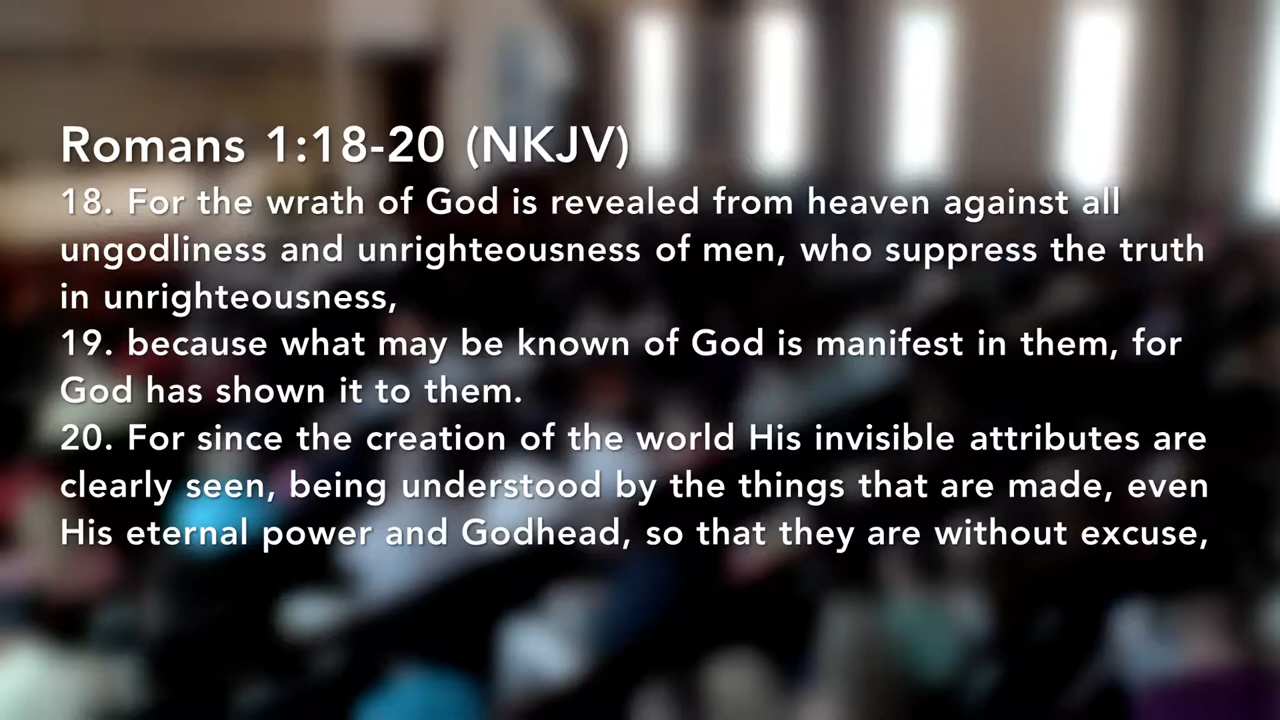 Romans 1:18-20 (NKJV)
18. For the wrath of God is revealed from heaven against all
ungodliness and unrighteousness of men, who suppress the truth
in unrighteousness,
19. because what may be known of God is manifest in them, for
God has shown it to them.
20. For since the creation of the world His invisible attributes are
clearly seen, being understood by the things that are made, even
His eternal power and Godhead, so that they are without excuse,